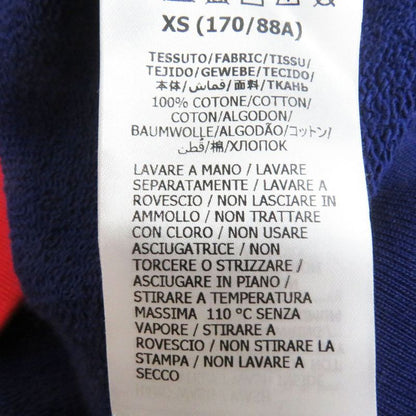 XS (170/88A)
TESSUTO/FABRIC/TISSU/
TEJIDO/GEWEBE/TECIDO/
本体/قماش/面料/ТКАНЬ
100% COTONE/COTTON/
COTON/ALGODON/
BAUMWOLLE/ALGODÃO/コットン/
قطن/棉/ХЛОПОК
LAVARE A MANO / LAVARE
SEPARATAMENTE / LAVARE A
ROVESCIO / NON LASCIARE IN
AMMOLLO / NON TRATTARE
CON CLORO / NON USARE
ASCIUGATRICE / NON
TORCERE O STRIZZARE /
ASCIUGARE IN PIANO /
STIRARE A TEMPERATURA
MASSIMA 110 °C SENZA
VAPORE / STIRARE A
ROVESCIO / NON STIRARE LA
STAMPA / NON LAVARE A
SECCO